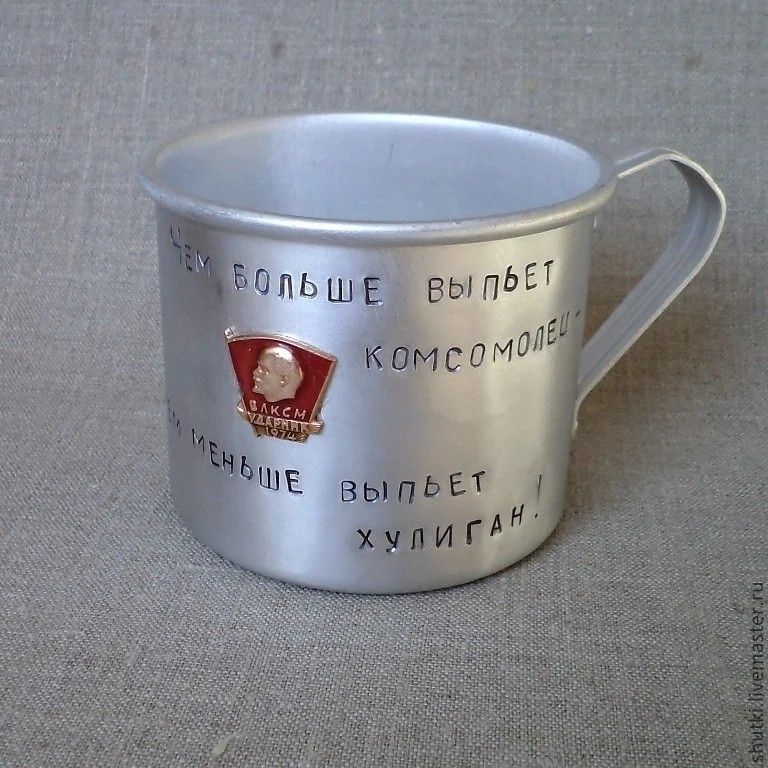 Чем БОЛЬШЕ ВЫПЬЕТ
КОМСОМОЛЕЦ -
МЕНЬШЕ ВЫПЬЕТ
ХУЛИГАН!
ВЛКСМ
УДАРНИК
1974
shutki.livemaster.ru